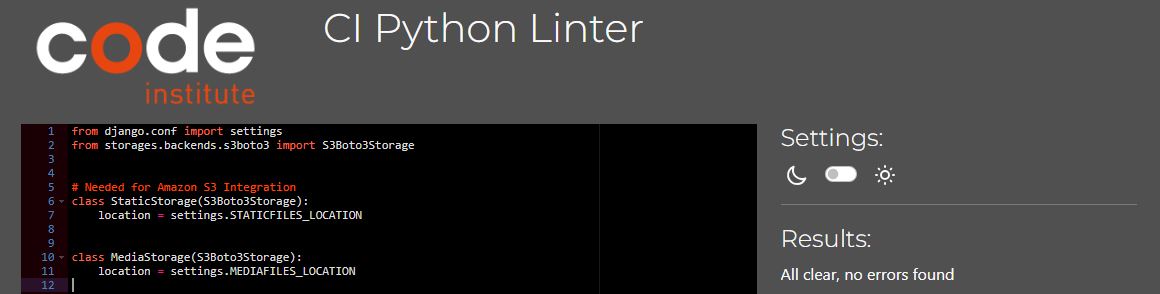 code
institute
CI Python Linter
1 from django.conf import settings
2 from storages.backends.s3boto3 import S3Boto3Storage
3
4
5 # Needed for Amazon S3 Integration
6 class StaticStorage(S3Boto3Storage):
7     location = settings.STATICFILES_LOCATION
8
9
10 class MediaStorage(S3Boto3Storage):
11     location = settings.MEDIAFILES_LOCATION
12
Settings:
Results:
All clear, no errors found